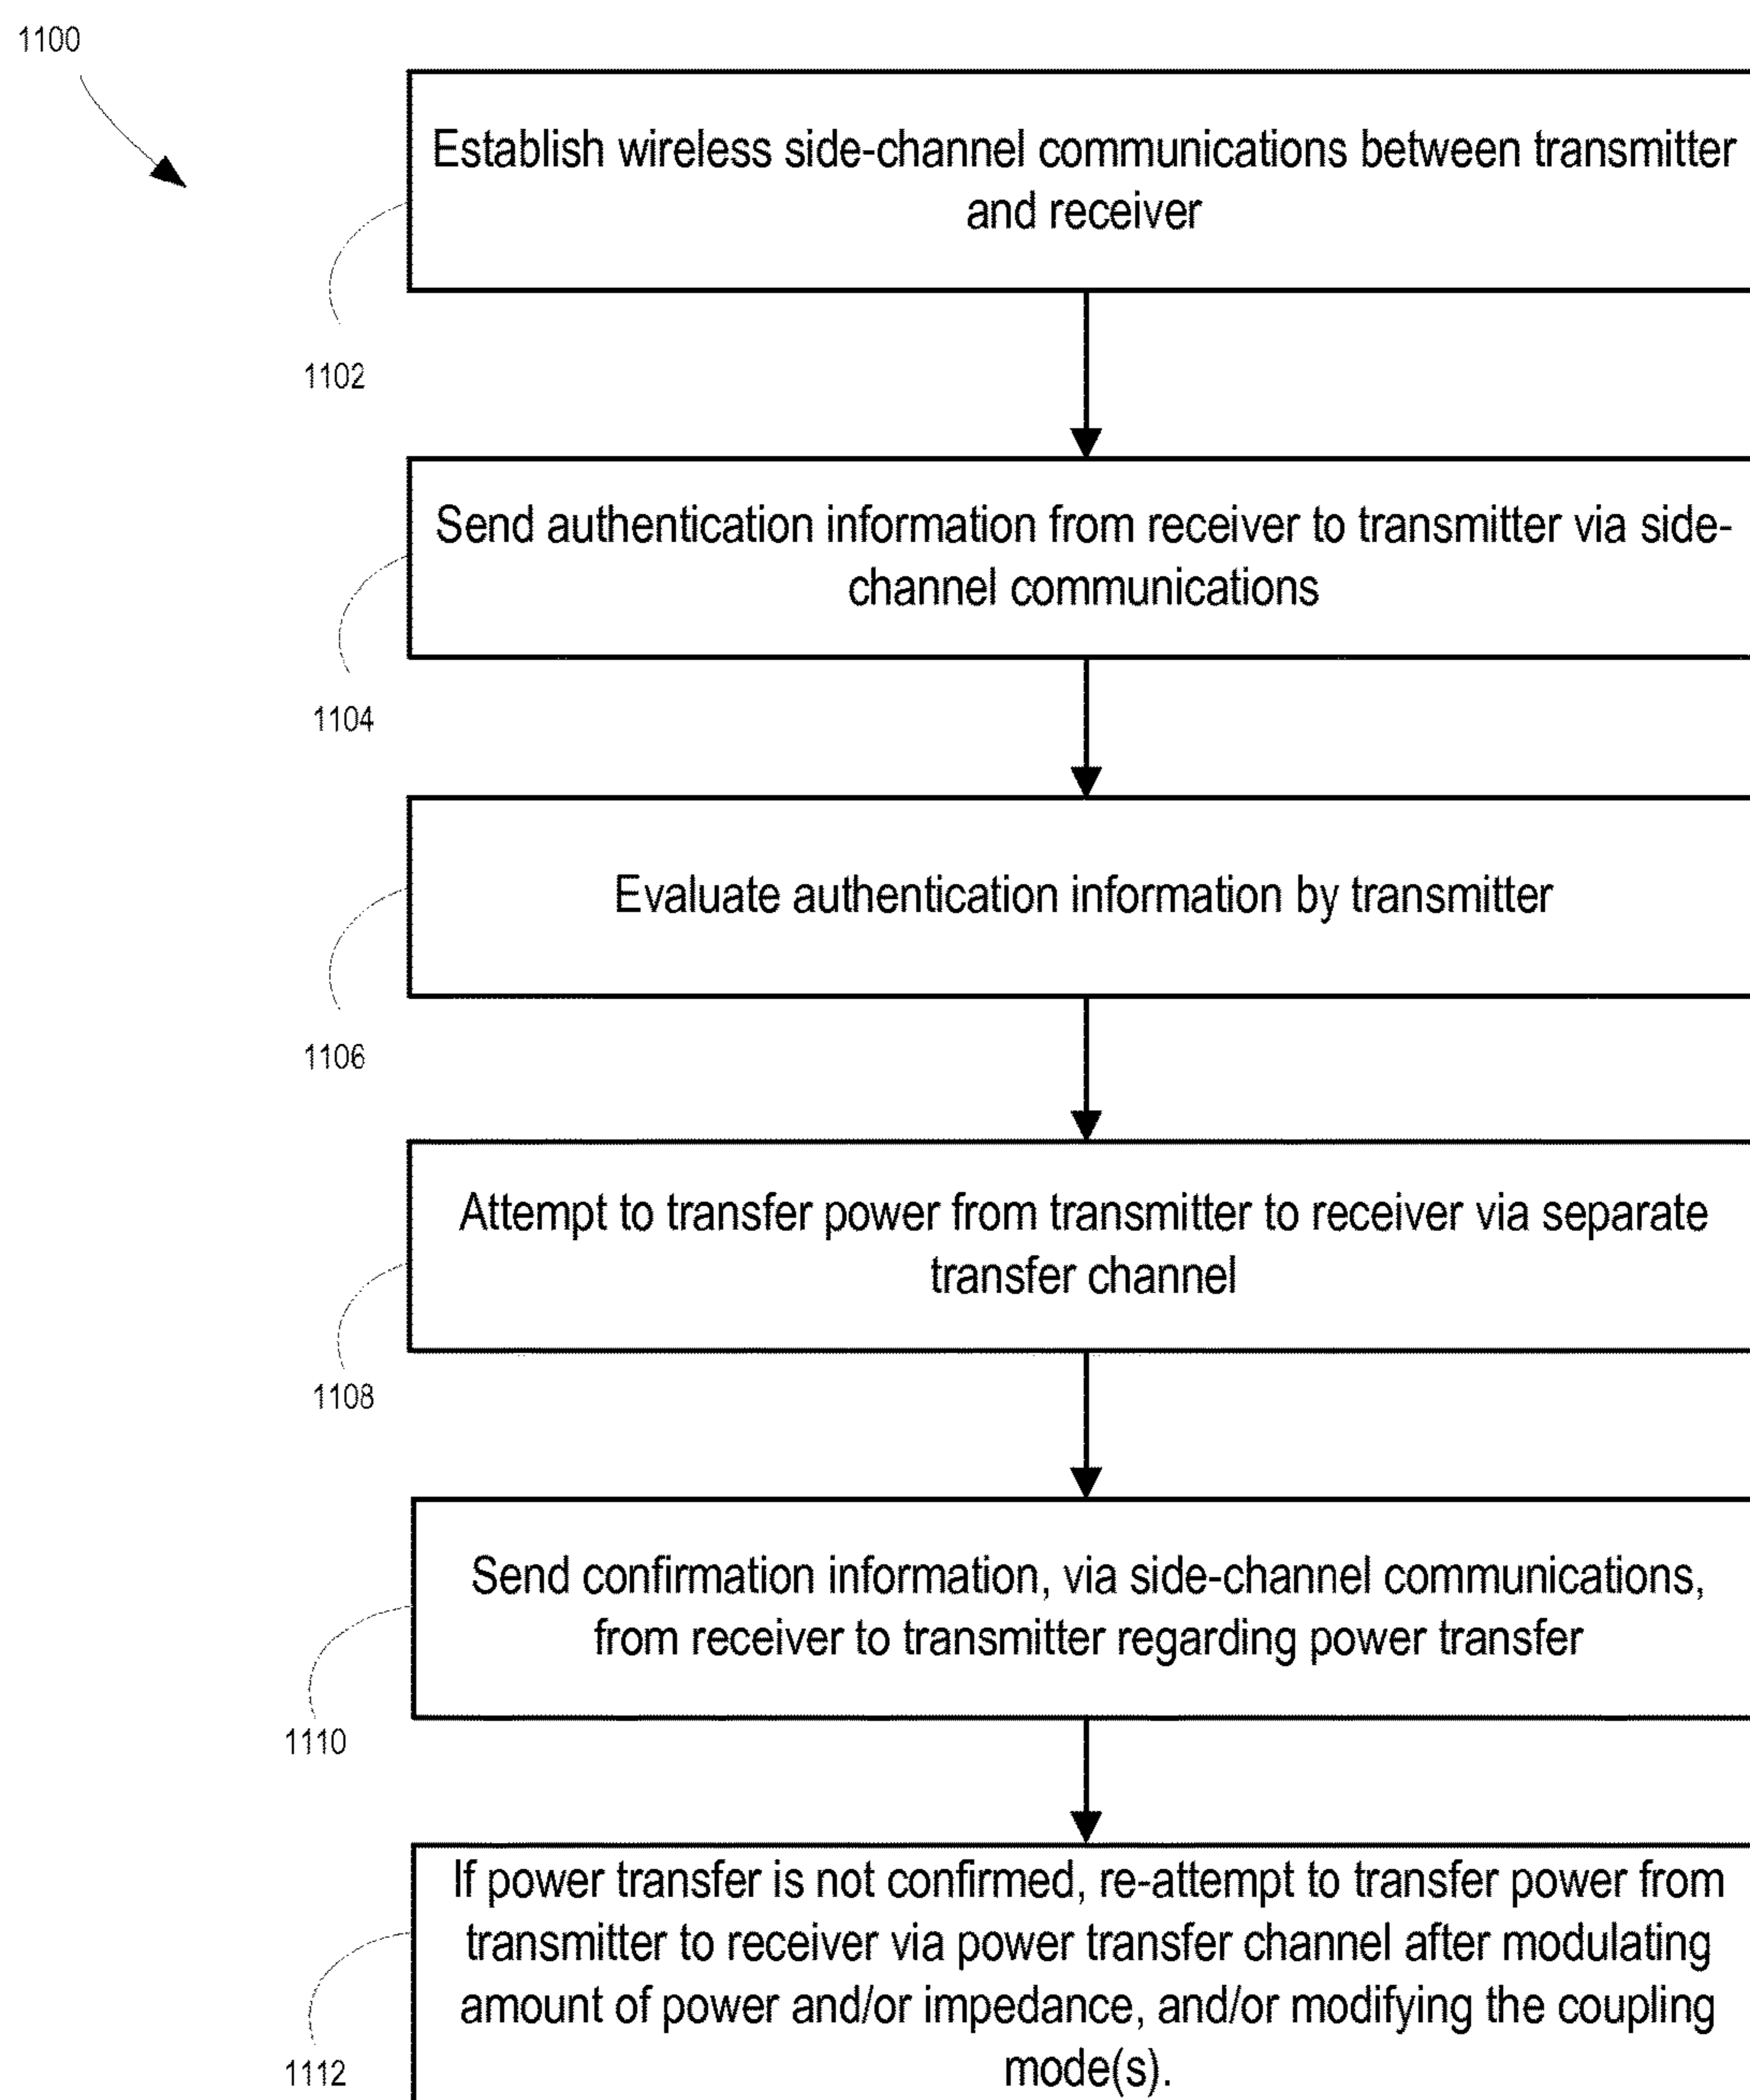 1100
Establish wireless side-channel communications between transmitter
and receiver
1102
Send authentication information from receiver to transmitter via side-
channel communications
1104
Evaluate authentication information by transmitter
1106
Attempt to transfer power from transmitter to receiver via separate
transfer channel
1108
Send confirmation information, via side-channel communications,
from receiver to transmitter regarding power transfer
1110
If power transfer is not confirmed, re-attempt to transfer power from
transmitter to receiver via power transfer channel after modulating
amount of power and/or impedance, and/or modifying the coupling
mode(s).
1112